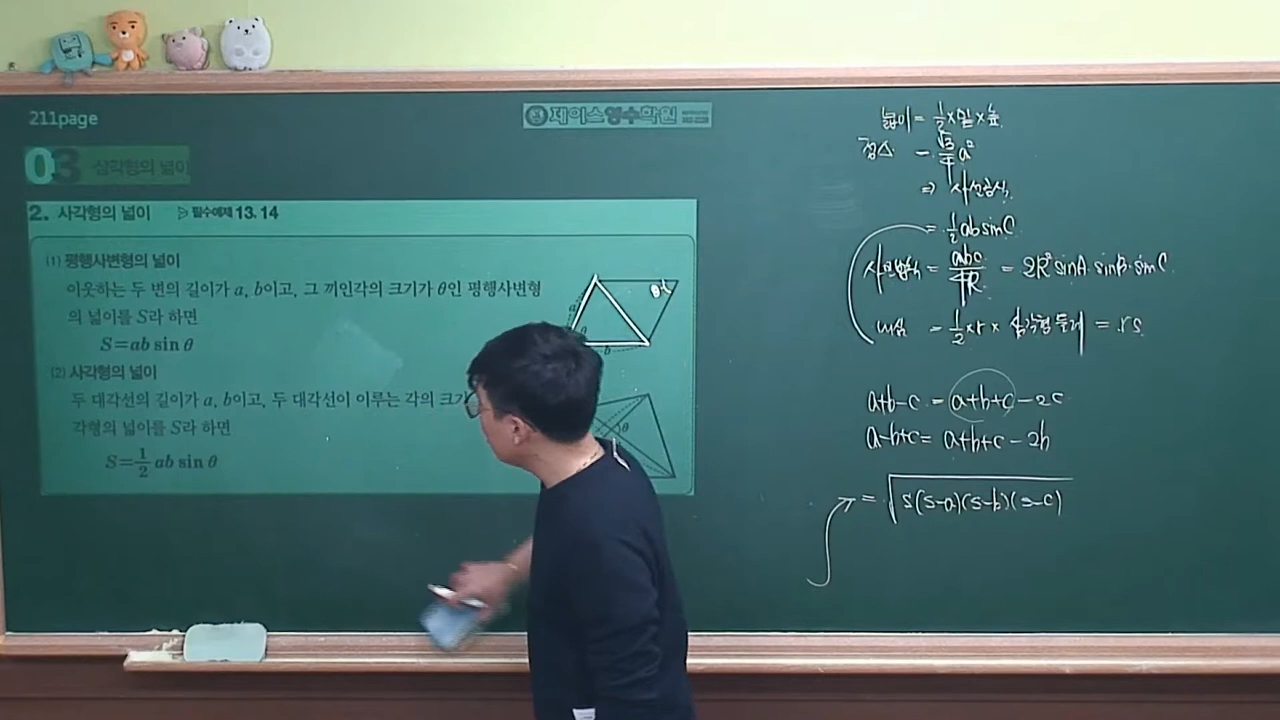 211page
제이스영수학원
03 삼각형의 넓이
2. 사각형의 넓이 ▷ 필수예제 13, 14
(1) 평행사변형의 넓이
이웃하는 두 변의 길이가 a, b이고, 그 끼인각의 크기가 θ인 평행사변형
의 넓이를 S라 하면
S=ab sin θ
(2) 사각형의 넓이
두 대각선의 길이가 a, b이고, 두 대각선이 이루는 각의 크기
각형의 넓이를 S라 하면
S=1/2 ab sin θ
a
θ
b
θ
넓이 = 1/2 × 밑 × 높
정△ = √3/4 a²
⇒ 사선공식
= 1/2 ab sinC
= abc/4R = 2R² sinA · sinB · sinC
내심 = 1/2 × r × 삼각형 둘레 = rs
a+b-c = a+b+c-2c
a-b+c = a+b+c-2b
= √s(s-a)(s-b)(s-c)